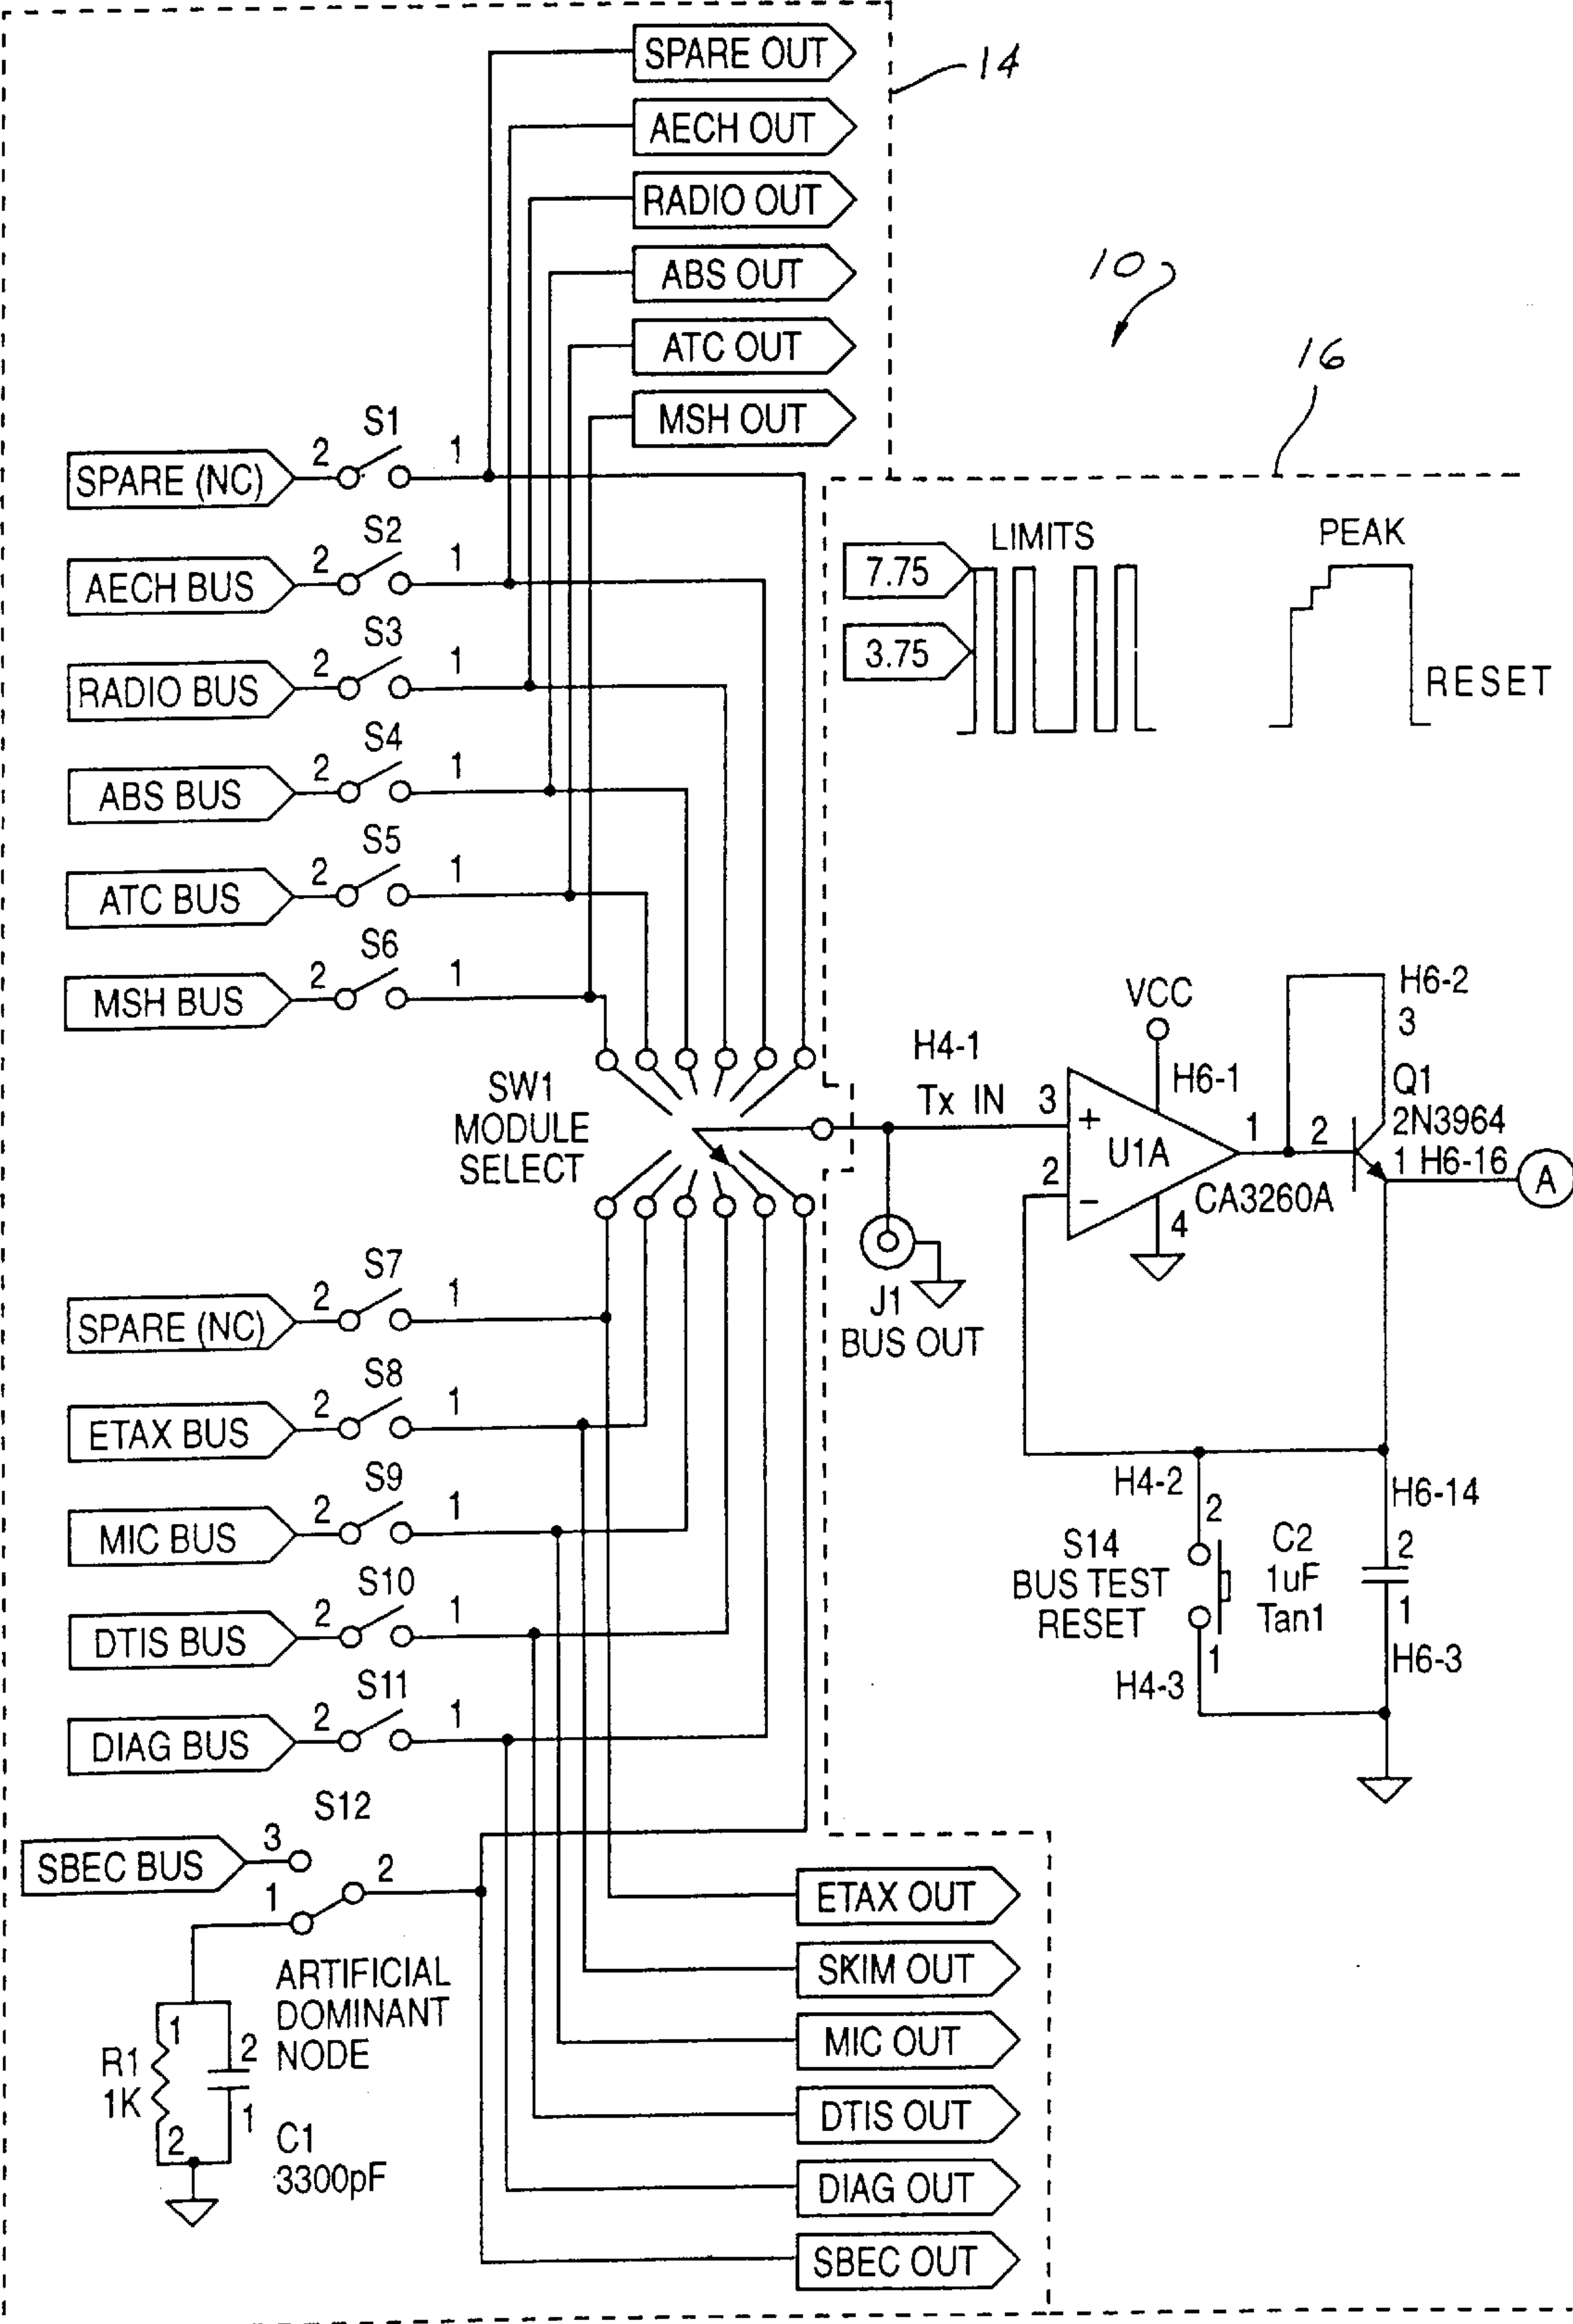 SPARE OUT
14
AECH OUT
RADIO OUT
ABS OUT
10
ATC OUT
16
MSH OUT
S1
2 1
SPARE (NC)
LIMITS
PEAK
7.75
S2
2 1
AECH BUS
3.75
RESET
S3
2 1
RADIO BUS
S4
2 1
ABS BUS
S5
2 1
ATC BUS
S6
2 1
MSH BUS
SW1
MODULE
SELECT
H4-1
Tx IN
VCC
H6-1
3
+
U1A
2
-
4
CA3260A
1
2
H6-2
3
Q1
2N3964
1 H6-16
A
J1
BUS OUT
S7
2 1
SPARE (NC)
S8
2 1
ETAX BUS
S9
2 1
MIC BUS
S10
2 1
DTIS BUS
S11
2 1
DIAG BUS
H4-2
2
S14
BUS TEST
RESET
1
H4-3
C2
1uF
Tan1
H6-14
2
1
H6-3
S12
SBEC BUS
3
2
1
ARTIFICIAL
DOMINANT
NODE
R1
1K
1
2
2
1
C1
3300pF
ETAX OUT
SKIM OUT
MIC OUT
DTIS OUT
DIAG OUT
SBEC OUT